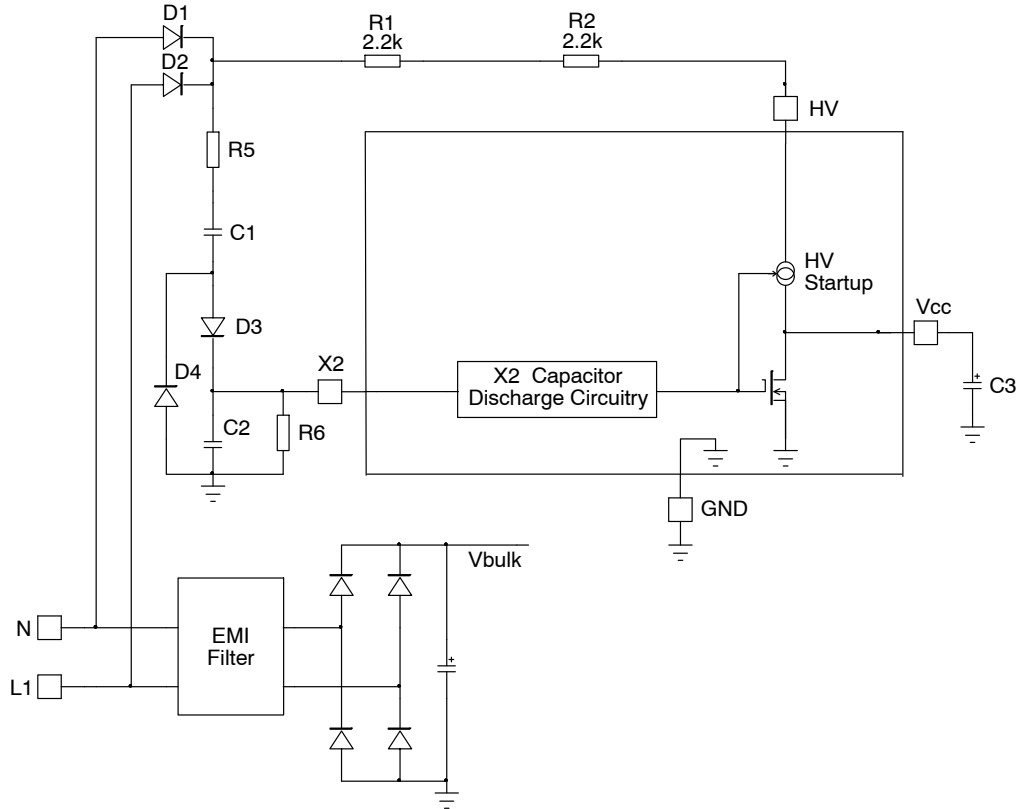 D1
R1
2.2k
R2
2.2k
D2
HV
R5
C1
HV
Startup
D3
Vcc
X2
D4
X2 Capacitor
Discharge Circuitry
C3
C2
R6
GND
Vbulk
N
EMI
Filter
L1
+
+